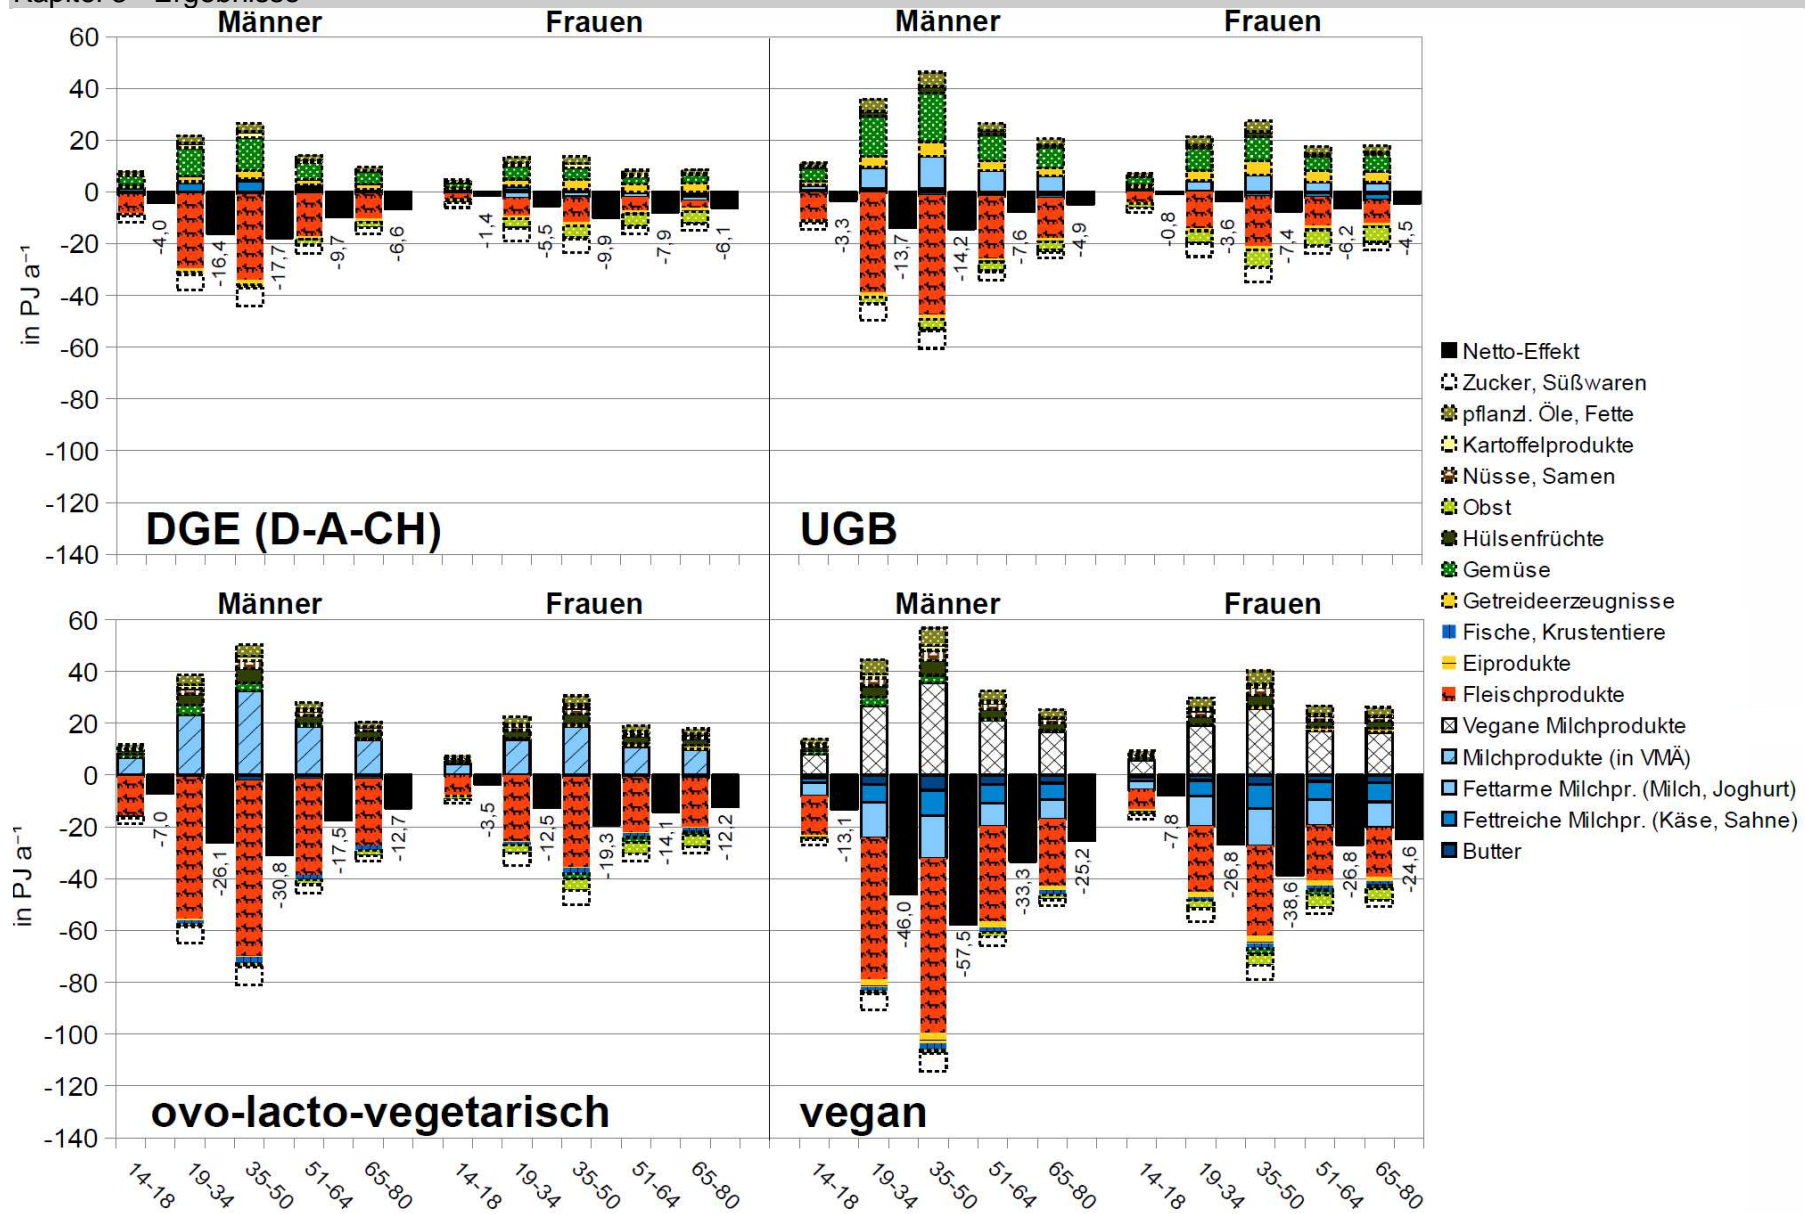 Kapitel 3 - Ergebnisse
Männer Frauen Männer Frauen
60
40
20
0
-20
-40
-60
-80
-100
-120
-140
in PJ a⁻¹
-4,0 -16,4 -17,7 -9,7 -6,6 -1,4 -5,5 -9,9 -7,9 -6,1
-3,3 -13,7 -14,2 -7,6 -4,9 -0,8 -3,6 -7,4 -6,2 -4,5
DGE (D-A-CH) UGB
Männer Frauen Männer Frauen
60
40
20
0
-20
-40
-60
-80
-100
-120
-140
in PJ a⁻¹
-7,0 -26,1 -30,8 -17,5 -12,7 -3,5 -12,5 -19,3 -14,1 -12,2
-13,1 -46,0 -57,5 -33,3 -25,2 -7,8 -26,8 -38,6 -26,8 -24,6
ovo-lacto-vegetarisch vegan
14-18 19-34 35-50 51-64 65-80 14-18 19-34 35-50 51-64 65-80 14-18 19-34 35-50 51-64 65-80 14-18 19-34 35-50 51-64 65-80
Netto-Effekt
Zucker, Süßwaren
pflanzl. Öle, Fette
Kartoffelprodukte
Nüsse, Samen
Obst
Hülsenfrüchte
Gemüse
Getreideerzeugnisse
Fische, Krustentiere
Eiprodukte
Fleischprodukte
Vegane Milchprodukte
Milchprodukte (in VMÄ)
Fettarme Milchpr. (Milch, Joghurt)
Fettreiche Milchpr. (Käse, Sahne)
Butter